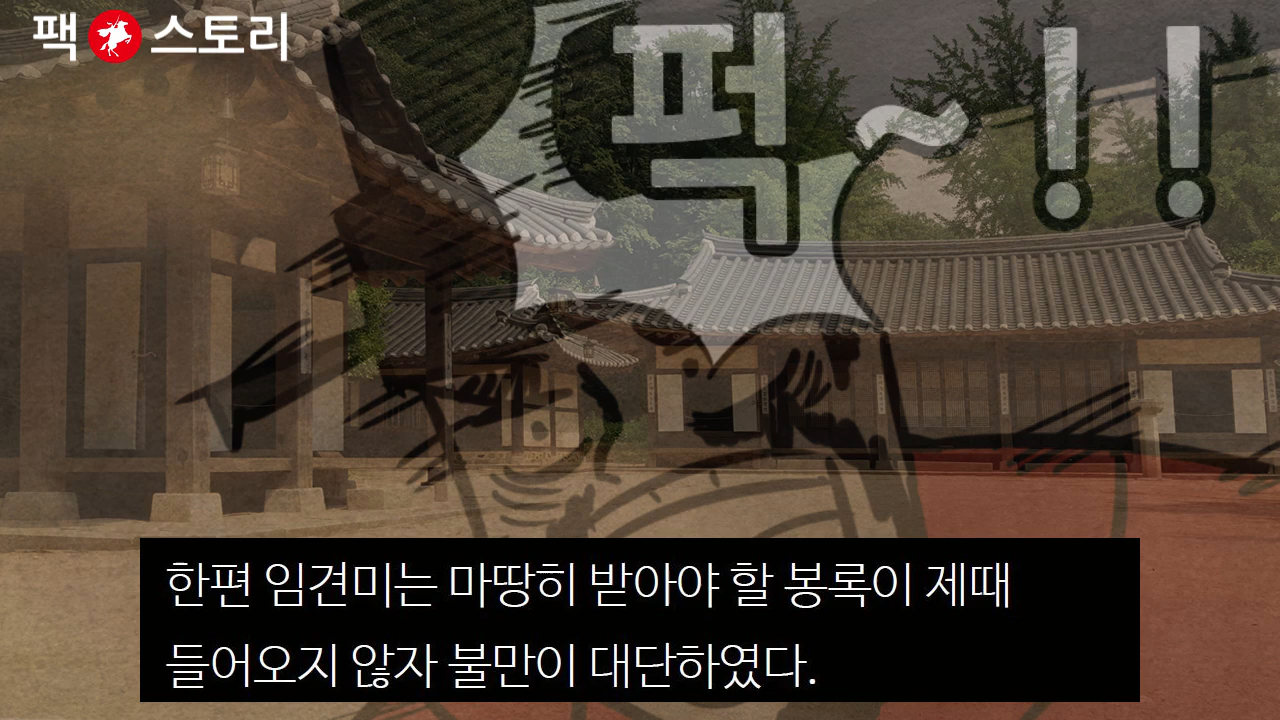 팩 스토리
퍽~!!
한편 임견미는 마땅히 받아야 할 봉록이 제때
들어오지 않자 불만이 대단하였다.